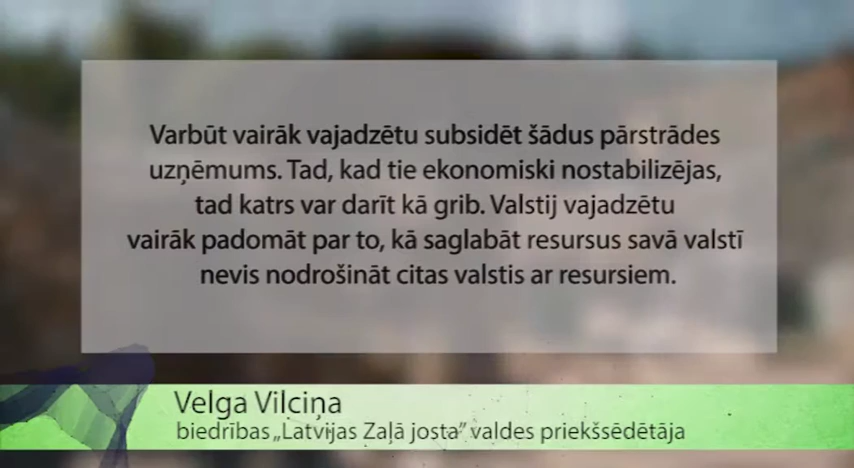 Varbūt vairāk vajadzētu subsidēt šādus pārstrādes
uzņēmums. Tad, kad tie ekonomiski nostabilizējas,
tad katrs var darīt kā grib. Valstij vajadzētu
vairāk padomāt par to, kā saglabāt resursus savā valstī
nevis nodrošināt citas valstis ar resursiem.
Velga Vilciņa
biedrības „Latvijas Zaļā josta” valdes priekšsēdētāja